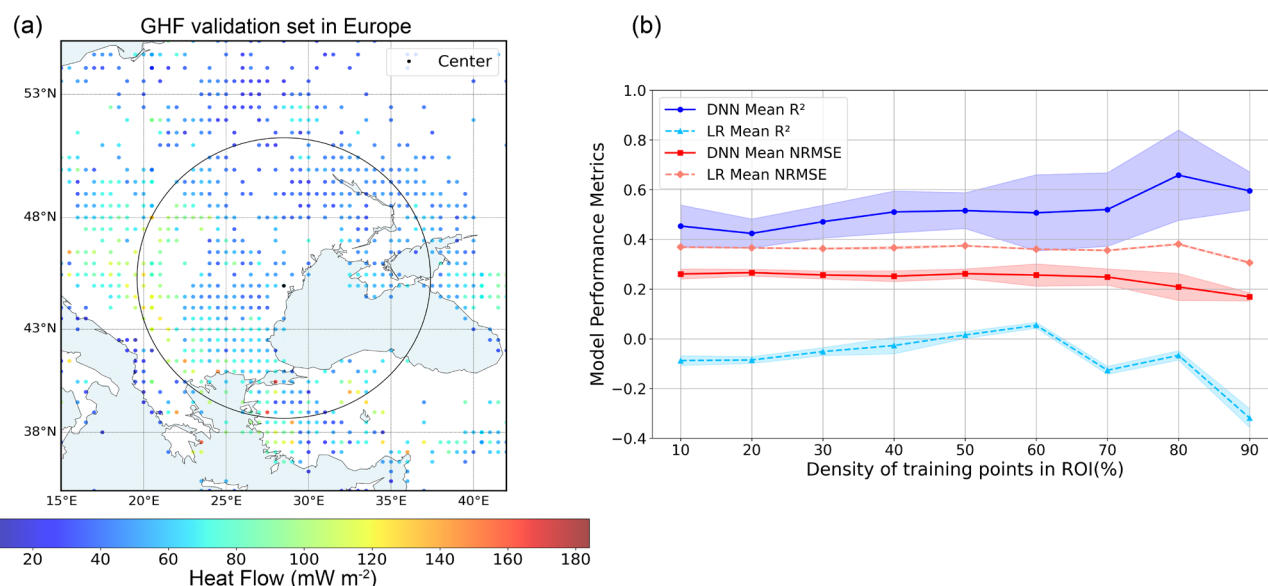 (a)
GHF validation set in Europe
Center
53°N
48°N
43°N
38°N
15°E 20°E 25°E 30°E 35°E 40°E
20 40 60 80 100 120 140 160 180
Heat Flow (mW m⁻²)
(b)
DNN Mean R²
LR Mean R²
DNN Mean NRMSE
LR Mean NRMSE
Model Performance Metrics
1.0
0.8
0.6
0.4
0.2
0.0
−0.2
−0.4
10 20 30 40 50 60 70 80 90
Density of training points in ROI(%)